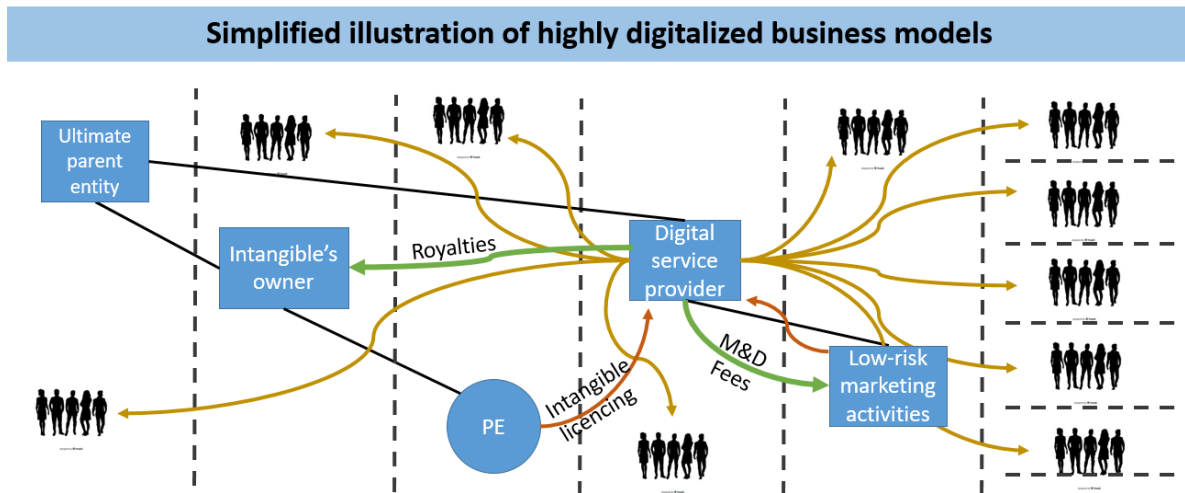 Simplified illustration of highly digitalized business models
Ultimate
parent
entity
Intangible's
owner
Royalties
Digital
service
provider
M&D
Fees
Low-risk
marketing
activities
PE
Intangible
licencing